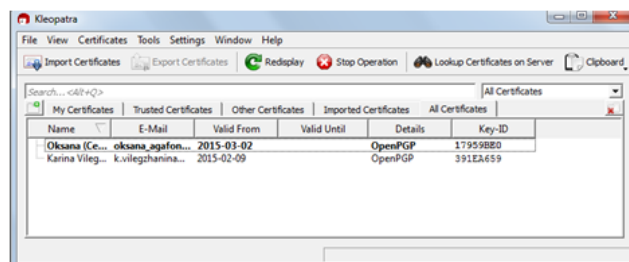 Kleopatra
File View Certificates Tools Settings Window Help
Import Certificates Export Certificates Redisplay Stop Operation Lookup Certificates on Server Clipboard
Search... <Alt+Q> All Certificates
My Certificates Trusted Certificates Other Certificates Imported Certificates All Certificates
Name E-Mail Valid From Valid Until Details Key-ID
Oksana (Ce... oksana_agafon... 2015-03-02 OpenPGP 17959BE0
Karina Vileg... k.vilegzhanina... 2015-02-09 OpenPGP 391EA659